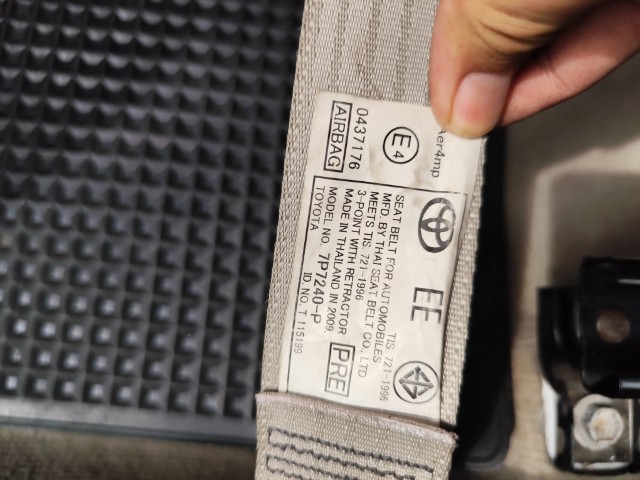 Aer4mp
E4
0437176
AIRBAG
EE
TIS. 721-1996
SEAT BELT FOR AUTOMOBILES
MFD. BY THAI SEAT BELT CO., LTD
MEETS TIS. 721-1996
3-POINT WITH RETRACTOR
MADE IN THAILAND IN 2009.
MODEL NO. 7P7240-P
TOYOTA
ID. NO. T 115199
PRE